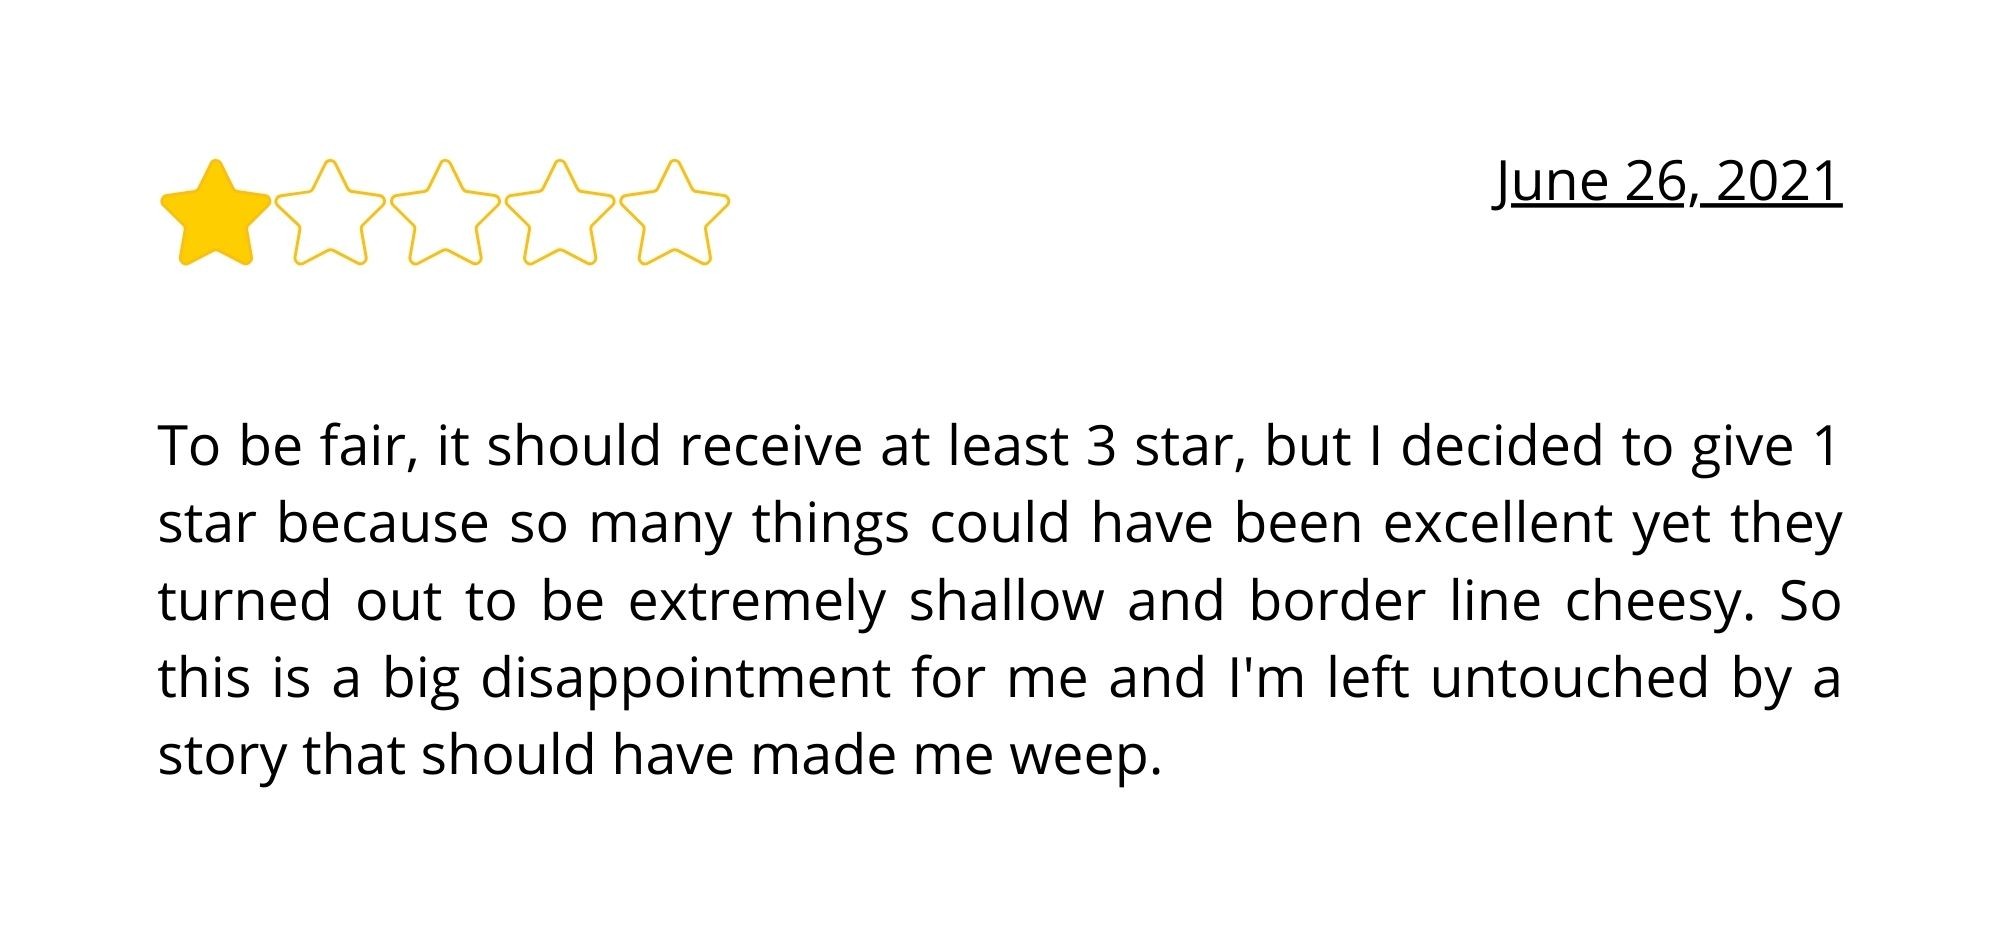 June 26, 2021
To be fair, it should receive at least 3 star, but I decided to give 1
star because so many things could have been excellent yet they
turned out to be extremely shallow and border line cheesy. So
this is a big disappointment for me and I'm left untouched by a
story that should have made me weep.